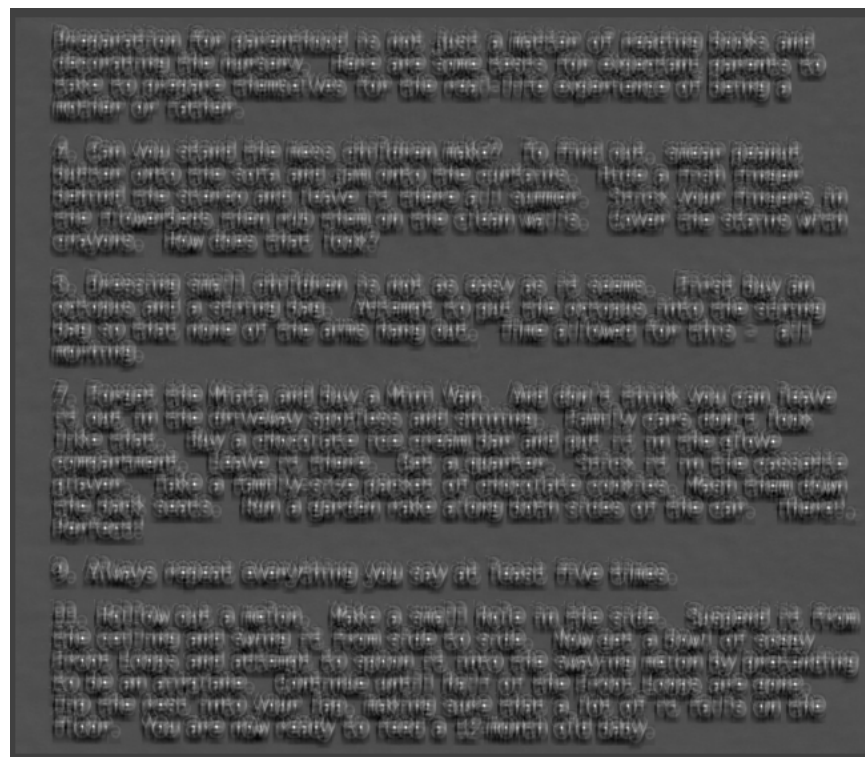 Preparation for parenthood is not just a matter of reading books and
decorating the nursery. Here are some tests for expectant parents to
take to prepare themselves for the real-life experience of being a
mother or father.
4. Can you stand the mess children make? To find out, smear peanut
butter onto the sofa and jam onto the curtains. Hide a fish finger
behind the stereo and leave it there all summer. Stick your fingers in
the flowerbeds then rub them on the clean walls. Cover the stains with
crayons. How does that look?
5. Dressing small children is not as easy as it seems. First buy an
octopus and a string bag. Attempt to put the octopus into the string
bag so that none of the arms hang out. Time allowed for this - all
morning.
7. Forget the Miata and buy a Mini Van. And don't think you can leave
it out in the driveway spotless and shining. Family cars don't look
like that. Buy a chocolate ice cream bar and put it in the glove
compartment. Leave it there. Get a quarter. Stick it in the cassette
player. Take a family-size packet of chocolate cookies. Mash them down
the back seats. Run a garden rake along both sides of the car. There!
Perfect!
9. Always repeat everything you say at least five times.
11. Hollow out a melon. Make a small hole in the side. Suspend it from
the ceiling and swing it from side to side. Now get a bowl of soggy
Froot Loops and attempt to spoon it into the swaying melon by pretending
to be an airplane. Continue until half of the Froot Loops are gone.
Tip the rest into your lap, making sure that a lot of it falls on the
floor. You are now ready to feed a 12-month old baby.